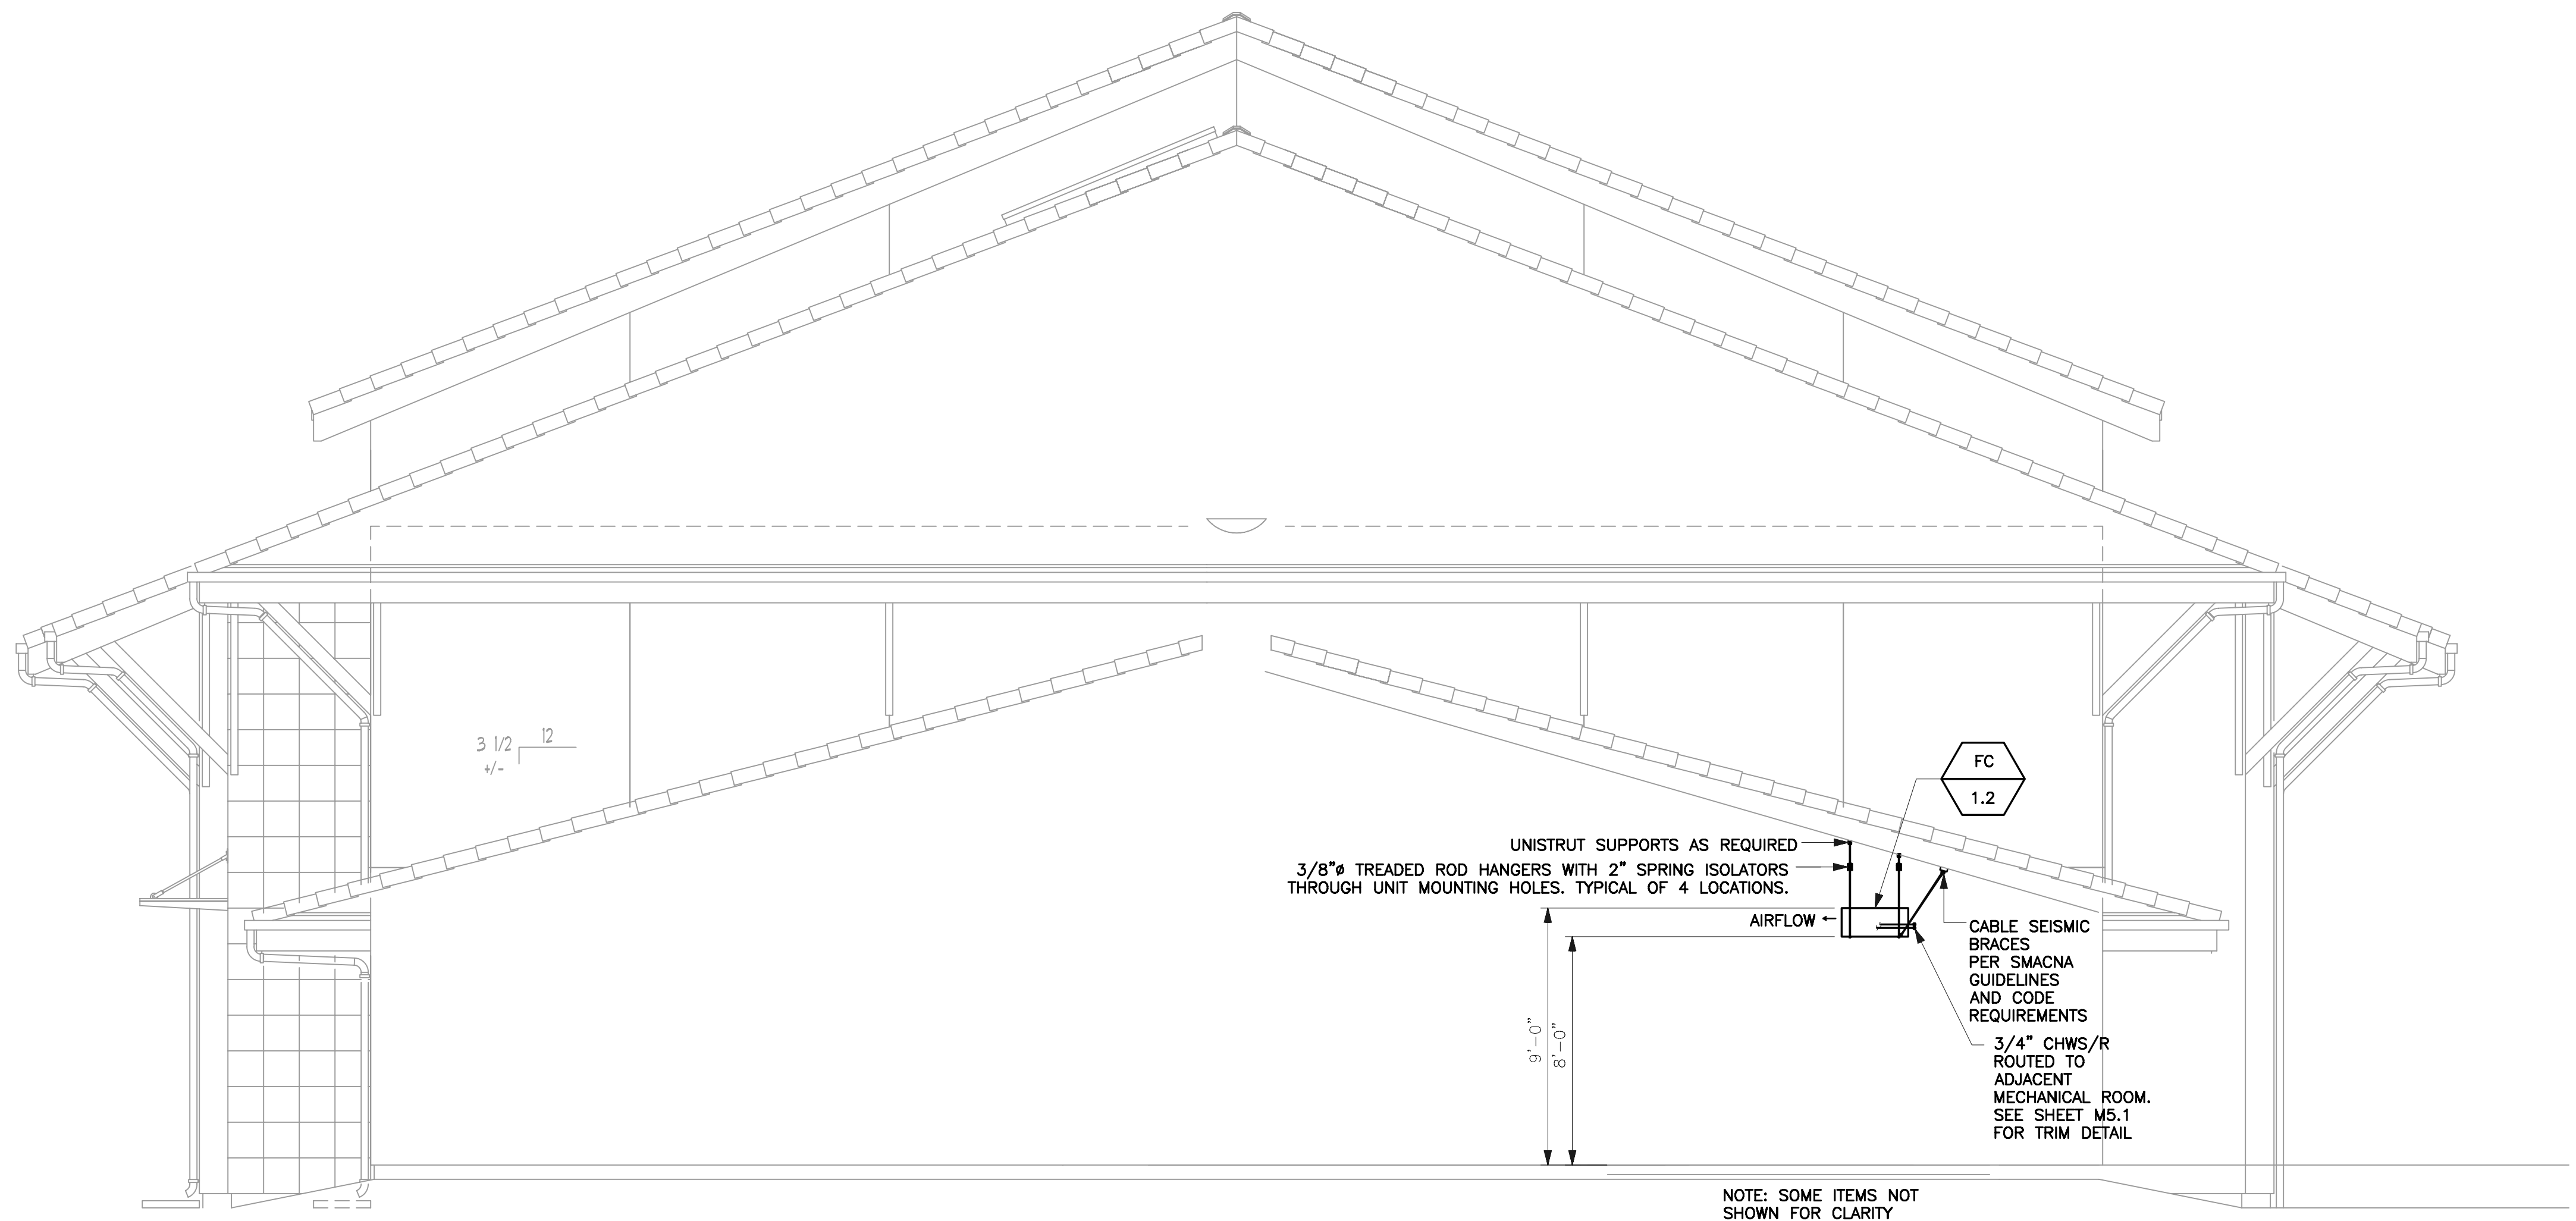 3 1/2
12
+/-
FC
1.2
UNISTRUT SUPPORTS AS REQUIRED
3/8"ø TREADED ROD HANGERS WITH 2" SPRING ISOLATORS
THROUGH UNIT MOUNTING HOLES. TYPICAL OF 4 LOCATIONS.
AIRFLOW
CABLE SEISMIC
BRACES
PER SMACNA
GUIDELINES
AND CODE
REQUIREMENTS
9'-0"
8'-0"
3/4" CHWS/R
ROUTED TO
ADJACENT
MECHANICAL ROOM.
SEE SHEET M5.1
FOR TRIM DETAIL
NOTE: SOME ITEMS NOT
SHOWN FOR CLARITY